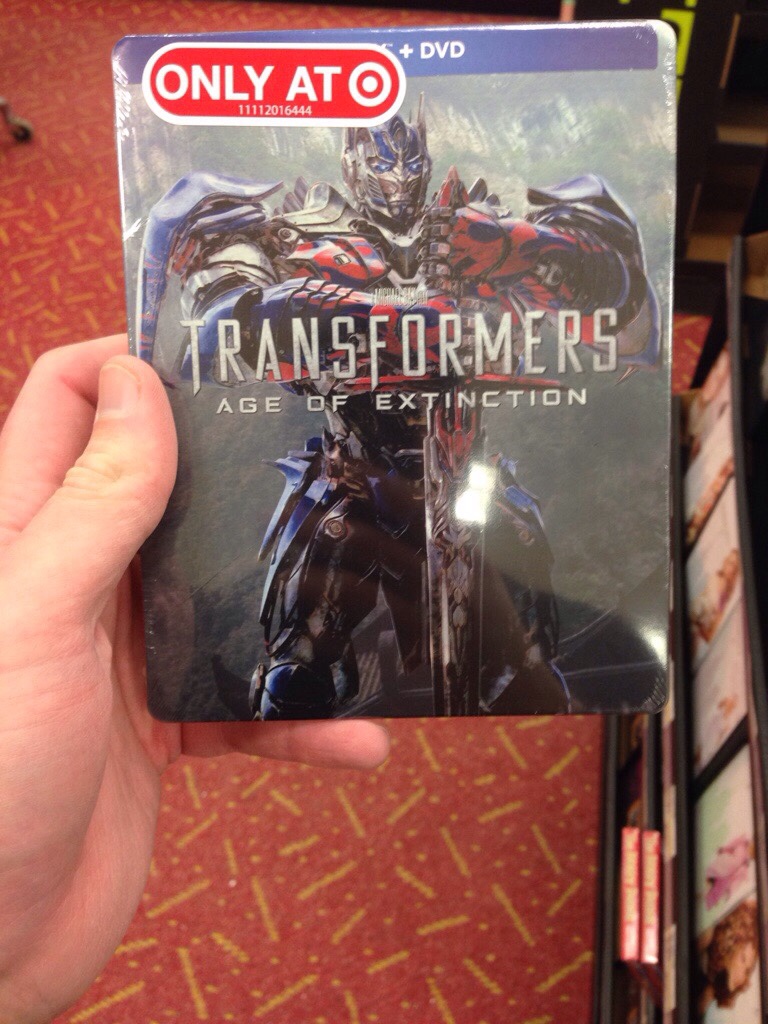 + DVD
ONLY AT
11112016444
TRANSFORMERS
AGE OF EXTINCTION